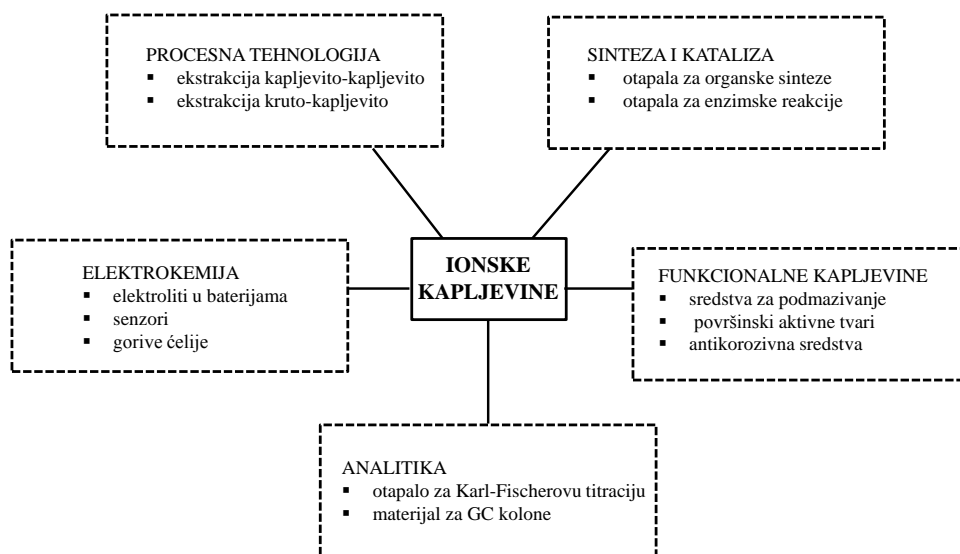 PROCESNA TEHNOLOGIJA
▪ ekstrakcija kapljevito-kapljevito
▪ ekstrakcija kruto-kapljevito
SINTEZA I KATALIZA
▪ otapala za organske sinteze
▪ otapala za enzimske reakcije
ELEKTROKEMIJA
▪ elektroliti u baterijama
▪ senzori
▪ gorive ćelije
IONSKE
KAPLJEVINE
FUNKCIONALNE KAPLJEVINE
▪ sredstva za podmazivanje
▪ površinski aktivne tvari
▪ antikorozivna sredstva
ANALITIKA
▪ otapalo za Karl-Fischerovu titraciju
▪ materijal za GC kolone